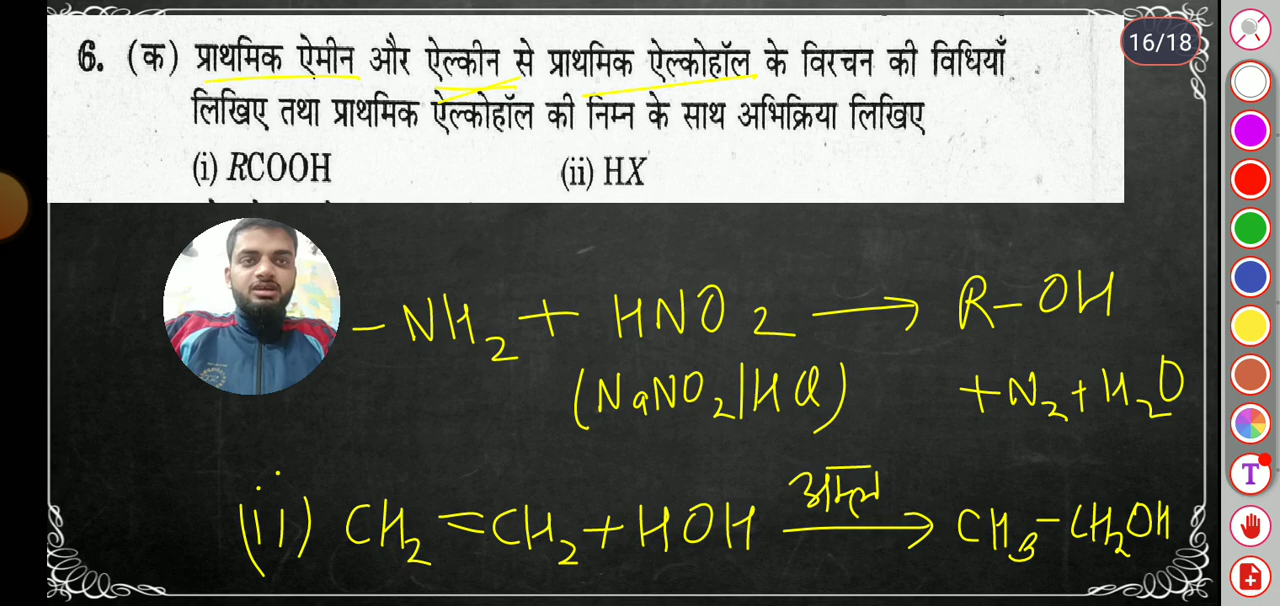 16/18
6. (क) प्राथमिक ऐमीन और ऐल्कीन से प्राथमिक ऐल्कोहॉल के विरचन की विधियाँ
लिखिए तथा प्राथमिक ऐल्कोहॉल की निम्न के साथ अभिक्रिया लिखिए
(i) RCOOH (ii) HX
– NH₂ + HNO₂ ⟶ R–OH
(NaNO₂/HCl) + N₂ + H₂O
(ii) CH₂=CH₂ + HOH अम्ल⟶ CH₃–CH₂OH
T